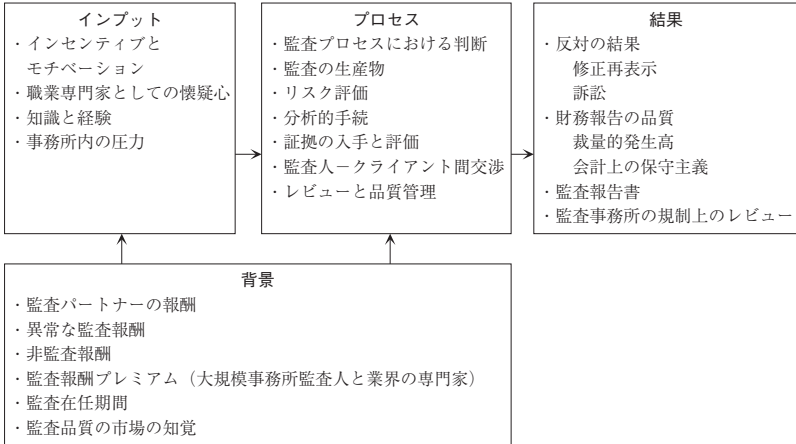 インプット
・インセンティブと
モチベーション
・職業専門家としての懐疑心
・知識と経験
・事務所内の圧力
プロセス
・監査プロセスにおける判断
・監査の生産物
・リスク評価
・分析的手続
・証拠の入手と評価
・監査人－クライアント間交渉
・レビューと品質管理
結果
・反対の結果
修正再表示
訴訟
・財務報告の品質
裁量的発生高
会計上の保守主義
・監査報告書
・監査事務所の規制上のレビュー
背景
・監査パートナーの報酬
・異常な監査報酬
・非監査報酬
・監査報酬プレミアム（大規模事務所監査人と業界の専門家）
・監査在任期間
・監査品質の市場の知覚